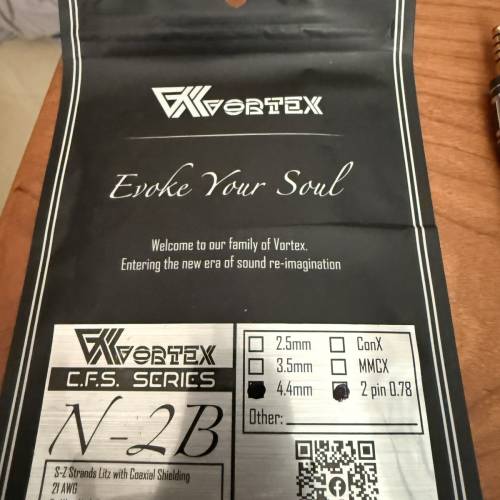 VORTEX
Evoke Your Soul
Welcome to our family of Vortex.
Entering the new era of sound re-imagination
VORTEX
C.F.S. SERIES
N-2B
S-Z Strands Litz with Coaxial Shielding
21 AWG
2.5mm ConX
3.5mm MMCX
4.4mm 2 pin 0.78
Other: